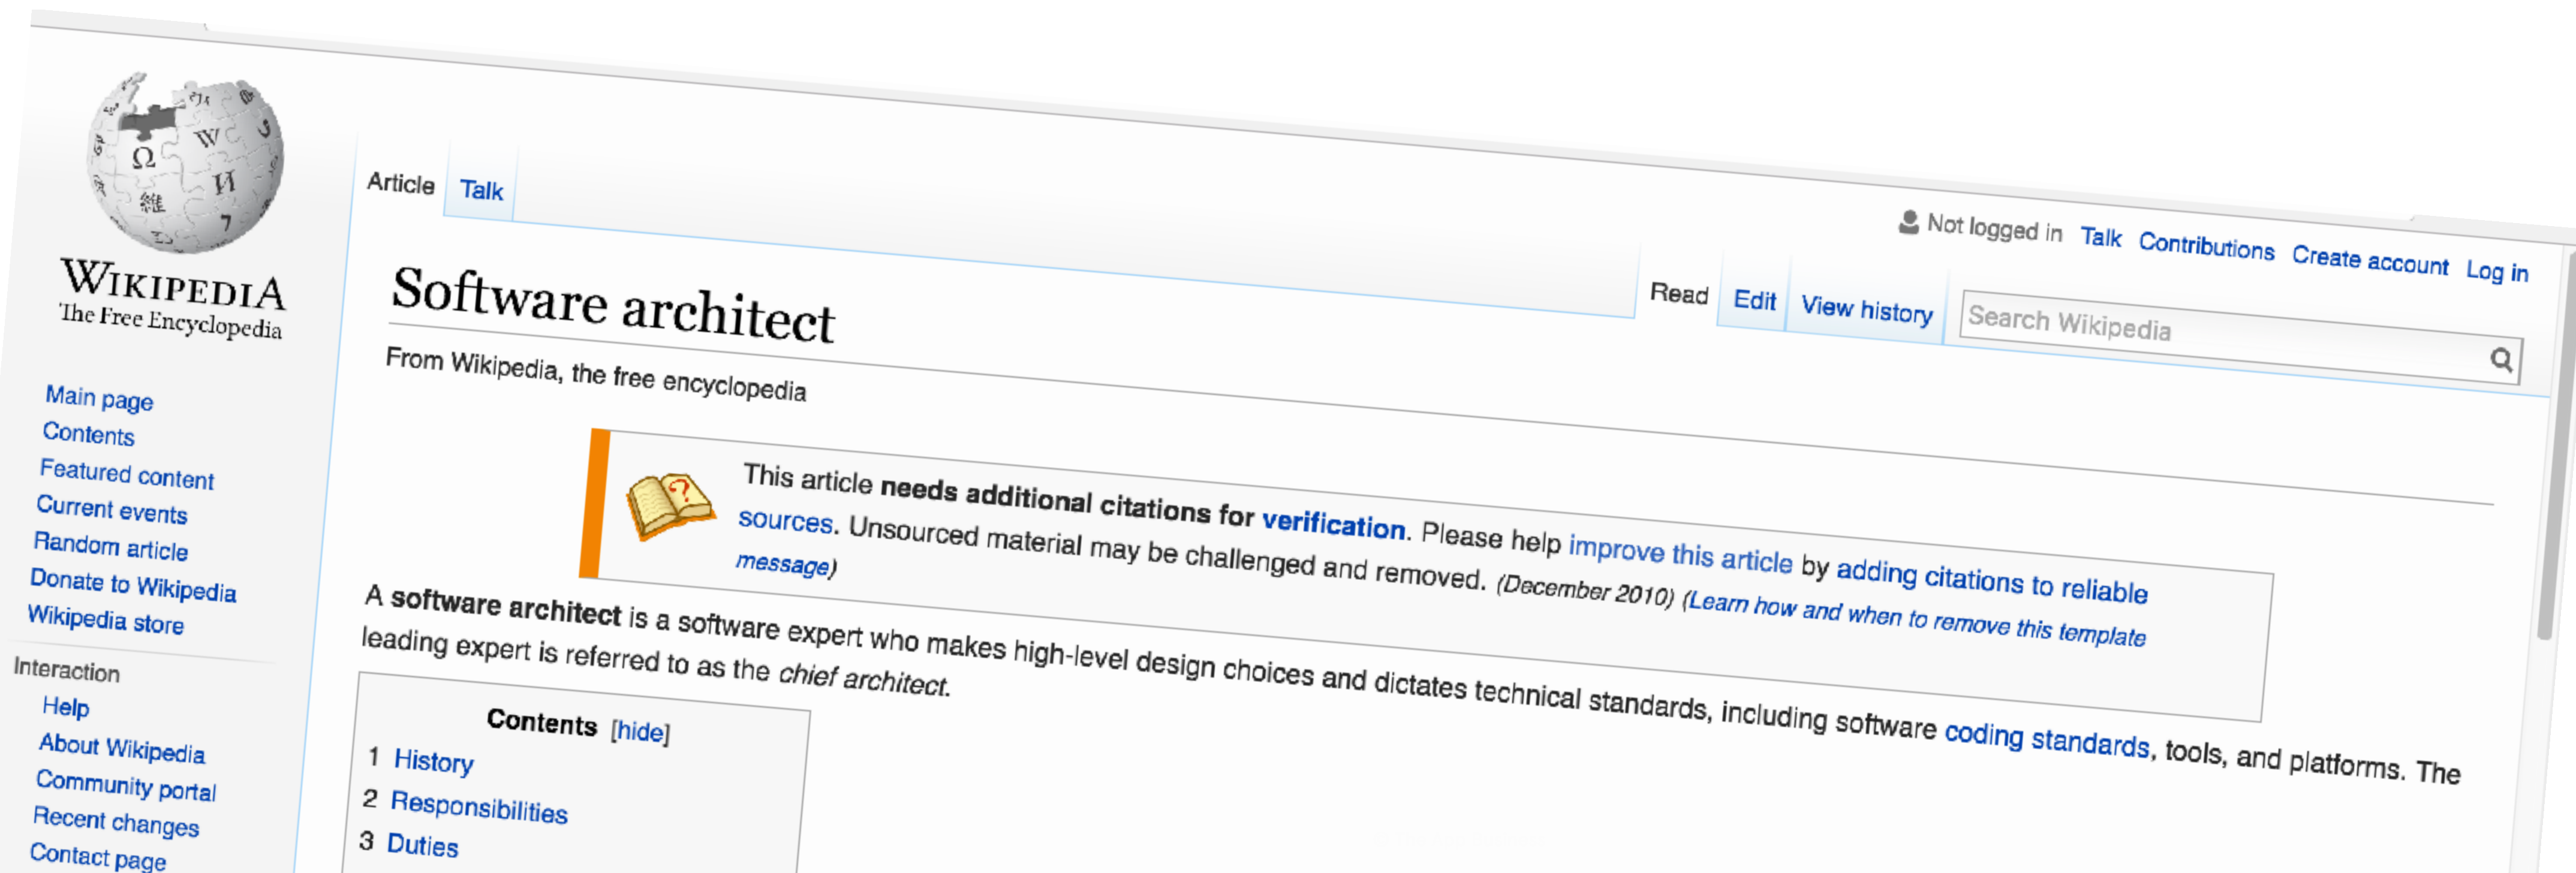 WIKIPEDIA
The Free Encyclopedia
Main page
Contents
Featured content
Current events
Random article
Donate to Wikipedia
Wikipedia store
Interaction
Help
About Wikipedia
Community portal
Recent changes
Contact page
Article Talk
Not logged in Talk Contributions Create account Log in
Read Edit View history Search Wikipedia
Software architect
From Wikipedia, the free encyclopedia
This article needs additional citations for verification. Please help improve this article by adding citations to reliable
sources. Unsourced material may be challenged and removed. (December 2010) (Learn how and when to remove this template
message)
A software architect is a software expert who makes high-level design choices and dictates technical standards, including software coding standards, tools, and platforms. The
leading expert is referred to as the chief architect.
Contents [hide]
1 History
2 Responsibilities
3 Duties